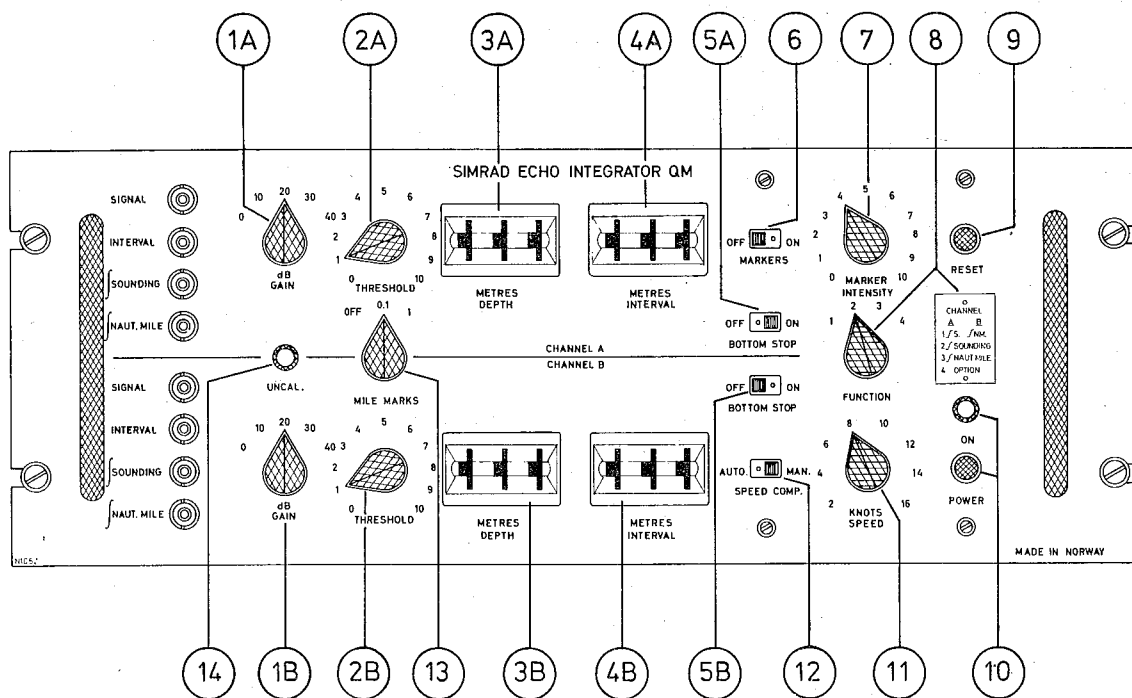 1A 2A 3A 4A 5A 6 7 8 9
SIMRAD ECHO INTEGRATOR QM
SIGNAL
INTERVAL
∫SOUNDING
∫NAUT. MILE
0 10 20 30 40
dB
GAIN
0 1 2 3 4 5 6 7 8 9 10
THRESHOLD
METRES
DEPTH
METRES
INTERVAL
OFF ON
MARKERS
0 1 2 3 4 5 6 7 8 9 10
MARKER
INTENSITY
RESET
OFF 0.1 1
MILE MARKS
UNCAL.
CHANNEL A
CHANNEL B
OFF ON
BOTTOM STOP
OFF ON
BOTTOM STOP
1 2 3 4
FUNCTION
CHANNEL
A B
1∫S. ∫NM.
2∫SOUNDING
3∫NAUT.MILE
4 OPTION
SIGNAL
INTERVAL
∫SOUNDING
∫NAUT. MILE
0 10 20 30 40
dB
GAIN
0 1 2 3 4 5 6 7 8 9 10
THRESHOLD
METRES
DEPTH
METRES
INTERVAL
AUTO. MAN.
SPEED COMP.
2 4 6 8 10 12 14 16
KNOTS
SPEED
ON
POWER
MADE IN NORWAY
14 1B 2B 13 3B 4B 5B 12 11 10